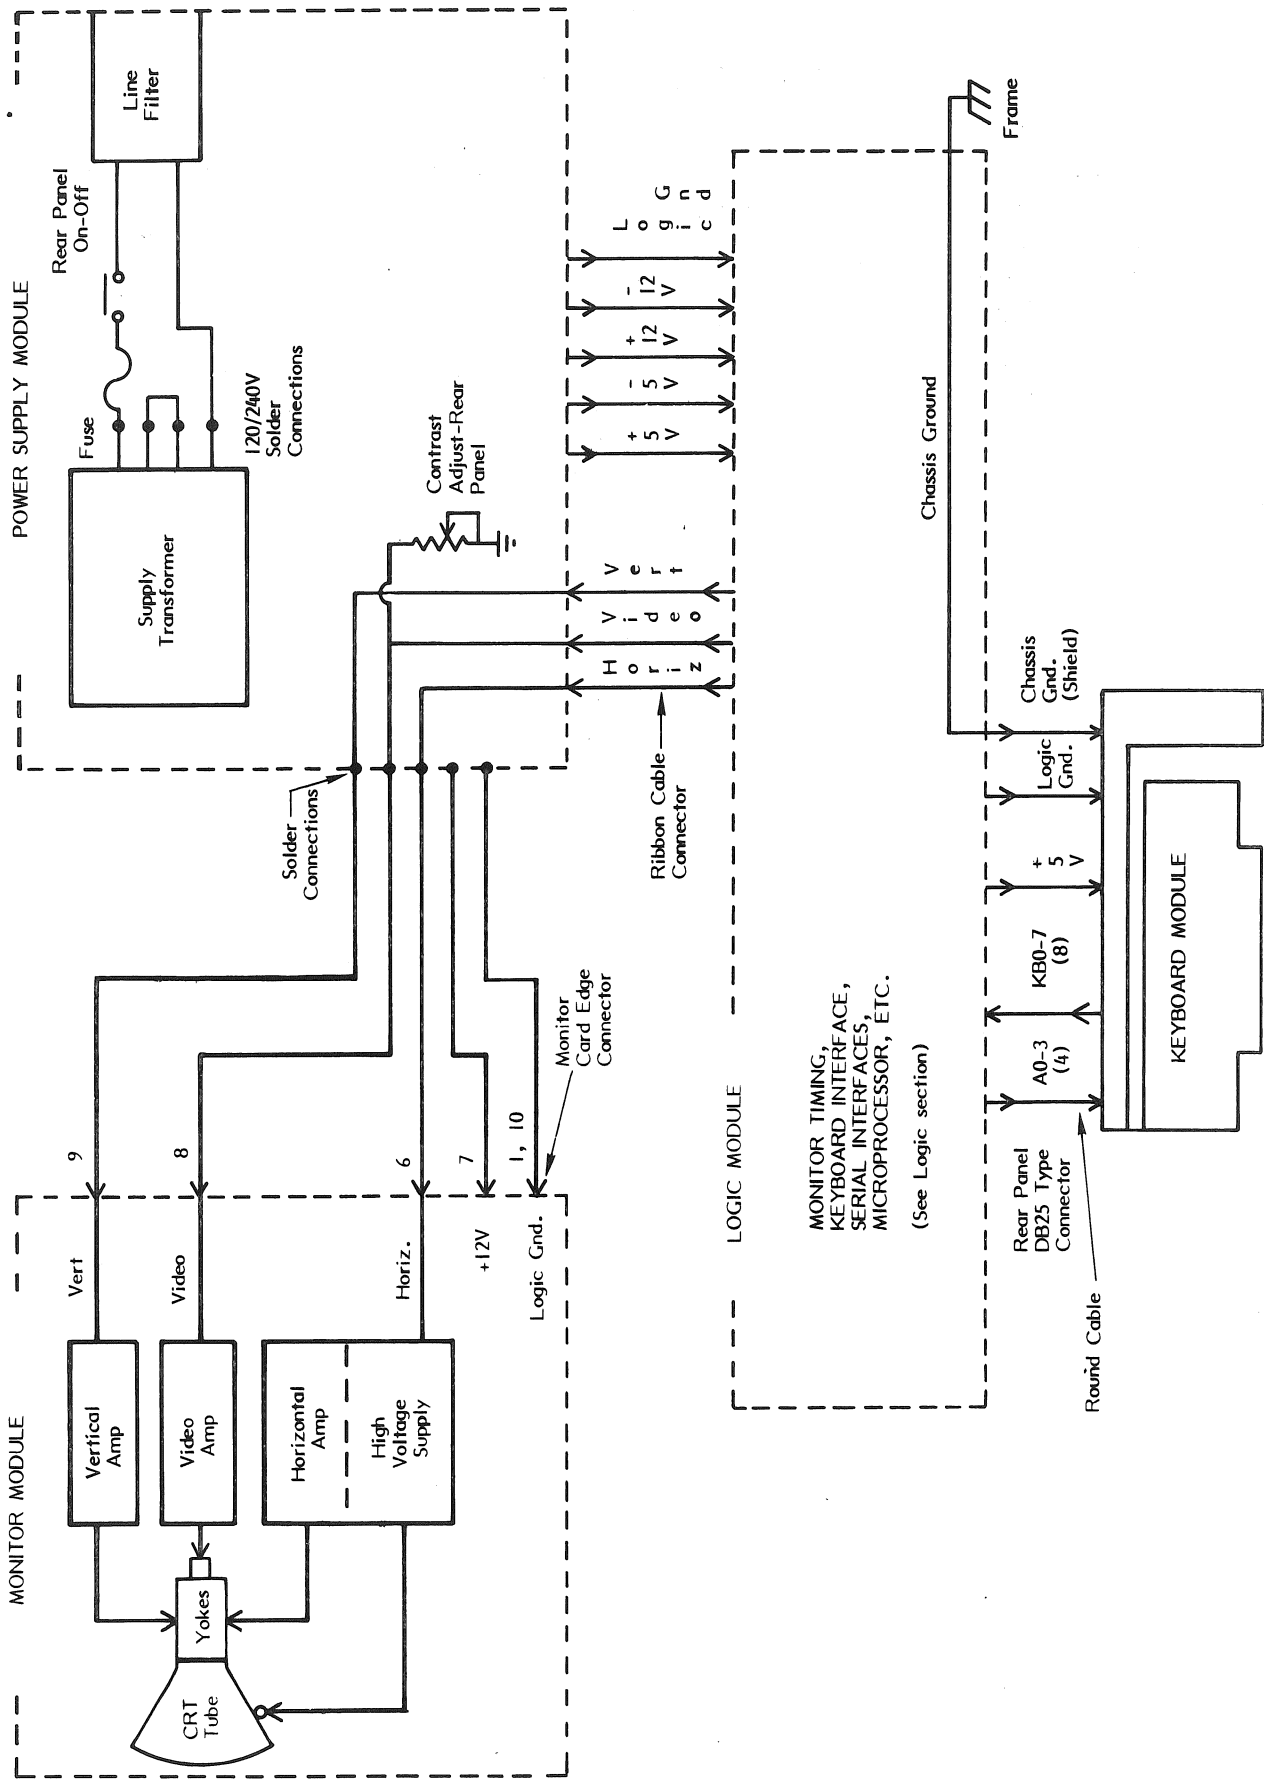 MONITOR MODULE
CRT
Tube
Yokes
Vertical
Amp
Video
Amp
Horizontal
Amp
High
Voltage
Supply
Vert
Video
Horiz.
+12V
Logic Gnd.
9
8
6
7
1, 10
Monitor
Card Edge
Connector
Solder
Connections
POWER SUPPLY MODULE
Supply
Transformer
Fuse
120/240V
Solder
Connections
Rear Panel
On-Off
Line
Filter
Contrast
Adjust-Rear
Panel
Ribbon Cable
Connector
Horiz
Video
Vert
+
5
V
-
5
V
+
12
V
-
12
V
Logic
Gnd
LOGIC MODULE
MONITOR TIMING,
KEYBOARD INTERFACE,
SERIAL INTERFACES,
MICROPROCESSOR, ETC.
(See Logic section)
Chassis Ground
Frame
Round Cable
Rear Panel
DB25 Type
Connector
A0-3
(4)
KB0-7
(8)
+
5
V
Logic
Gnd.
Chassis
Gnd.
(Shield)
KEYBOARD MODULE